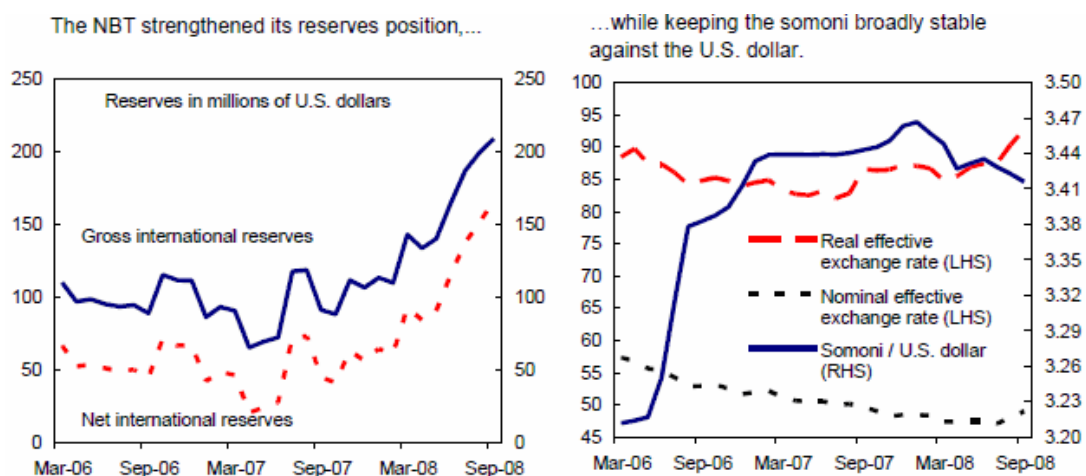 The NBT strengthened its reserves position,...
250
200
150
100
50
0
Reserves in millions of U.S. dollars
Gross international reserves
Net international reserves
250
200
150
100
50
0
Mar-06 Sep-06 Mar-07 Sep-07 Mar-08 Sep-08
…while keeping the somoni broadly stable
against the U.S. dollar.
100
95
90
85
80
75
70
65
60
55
50
45
Real effective
exchange rate (LHS)
Nominal effective
exchange rate (LHS)
Somoni / U.S. dollar
(RHS)
3.50
3.47
3.44
3.41
3.38
3.35
3.32
3.29
3.26
3.23
3.20
Mar-06 Sep-06 Mar-07 Sep-07 Mar-08 Sep-08